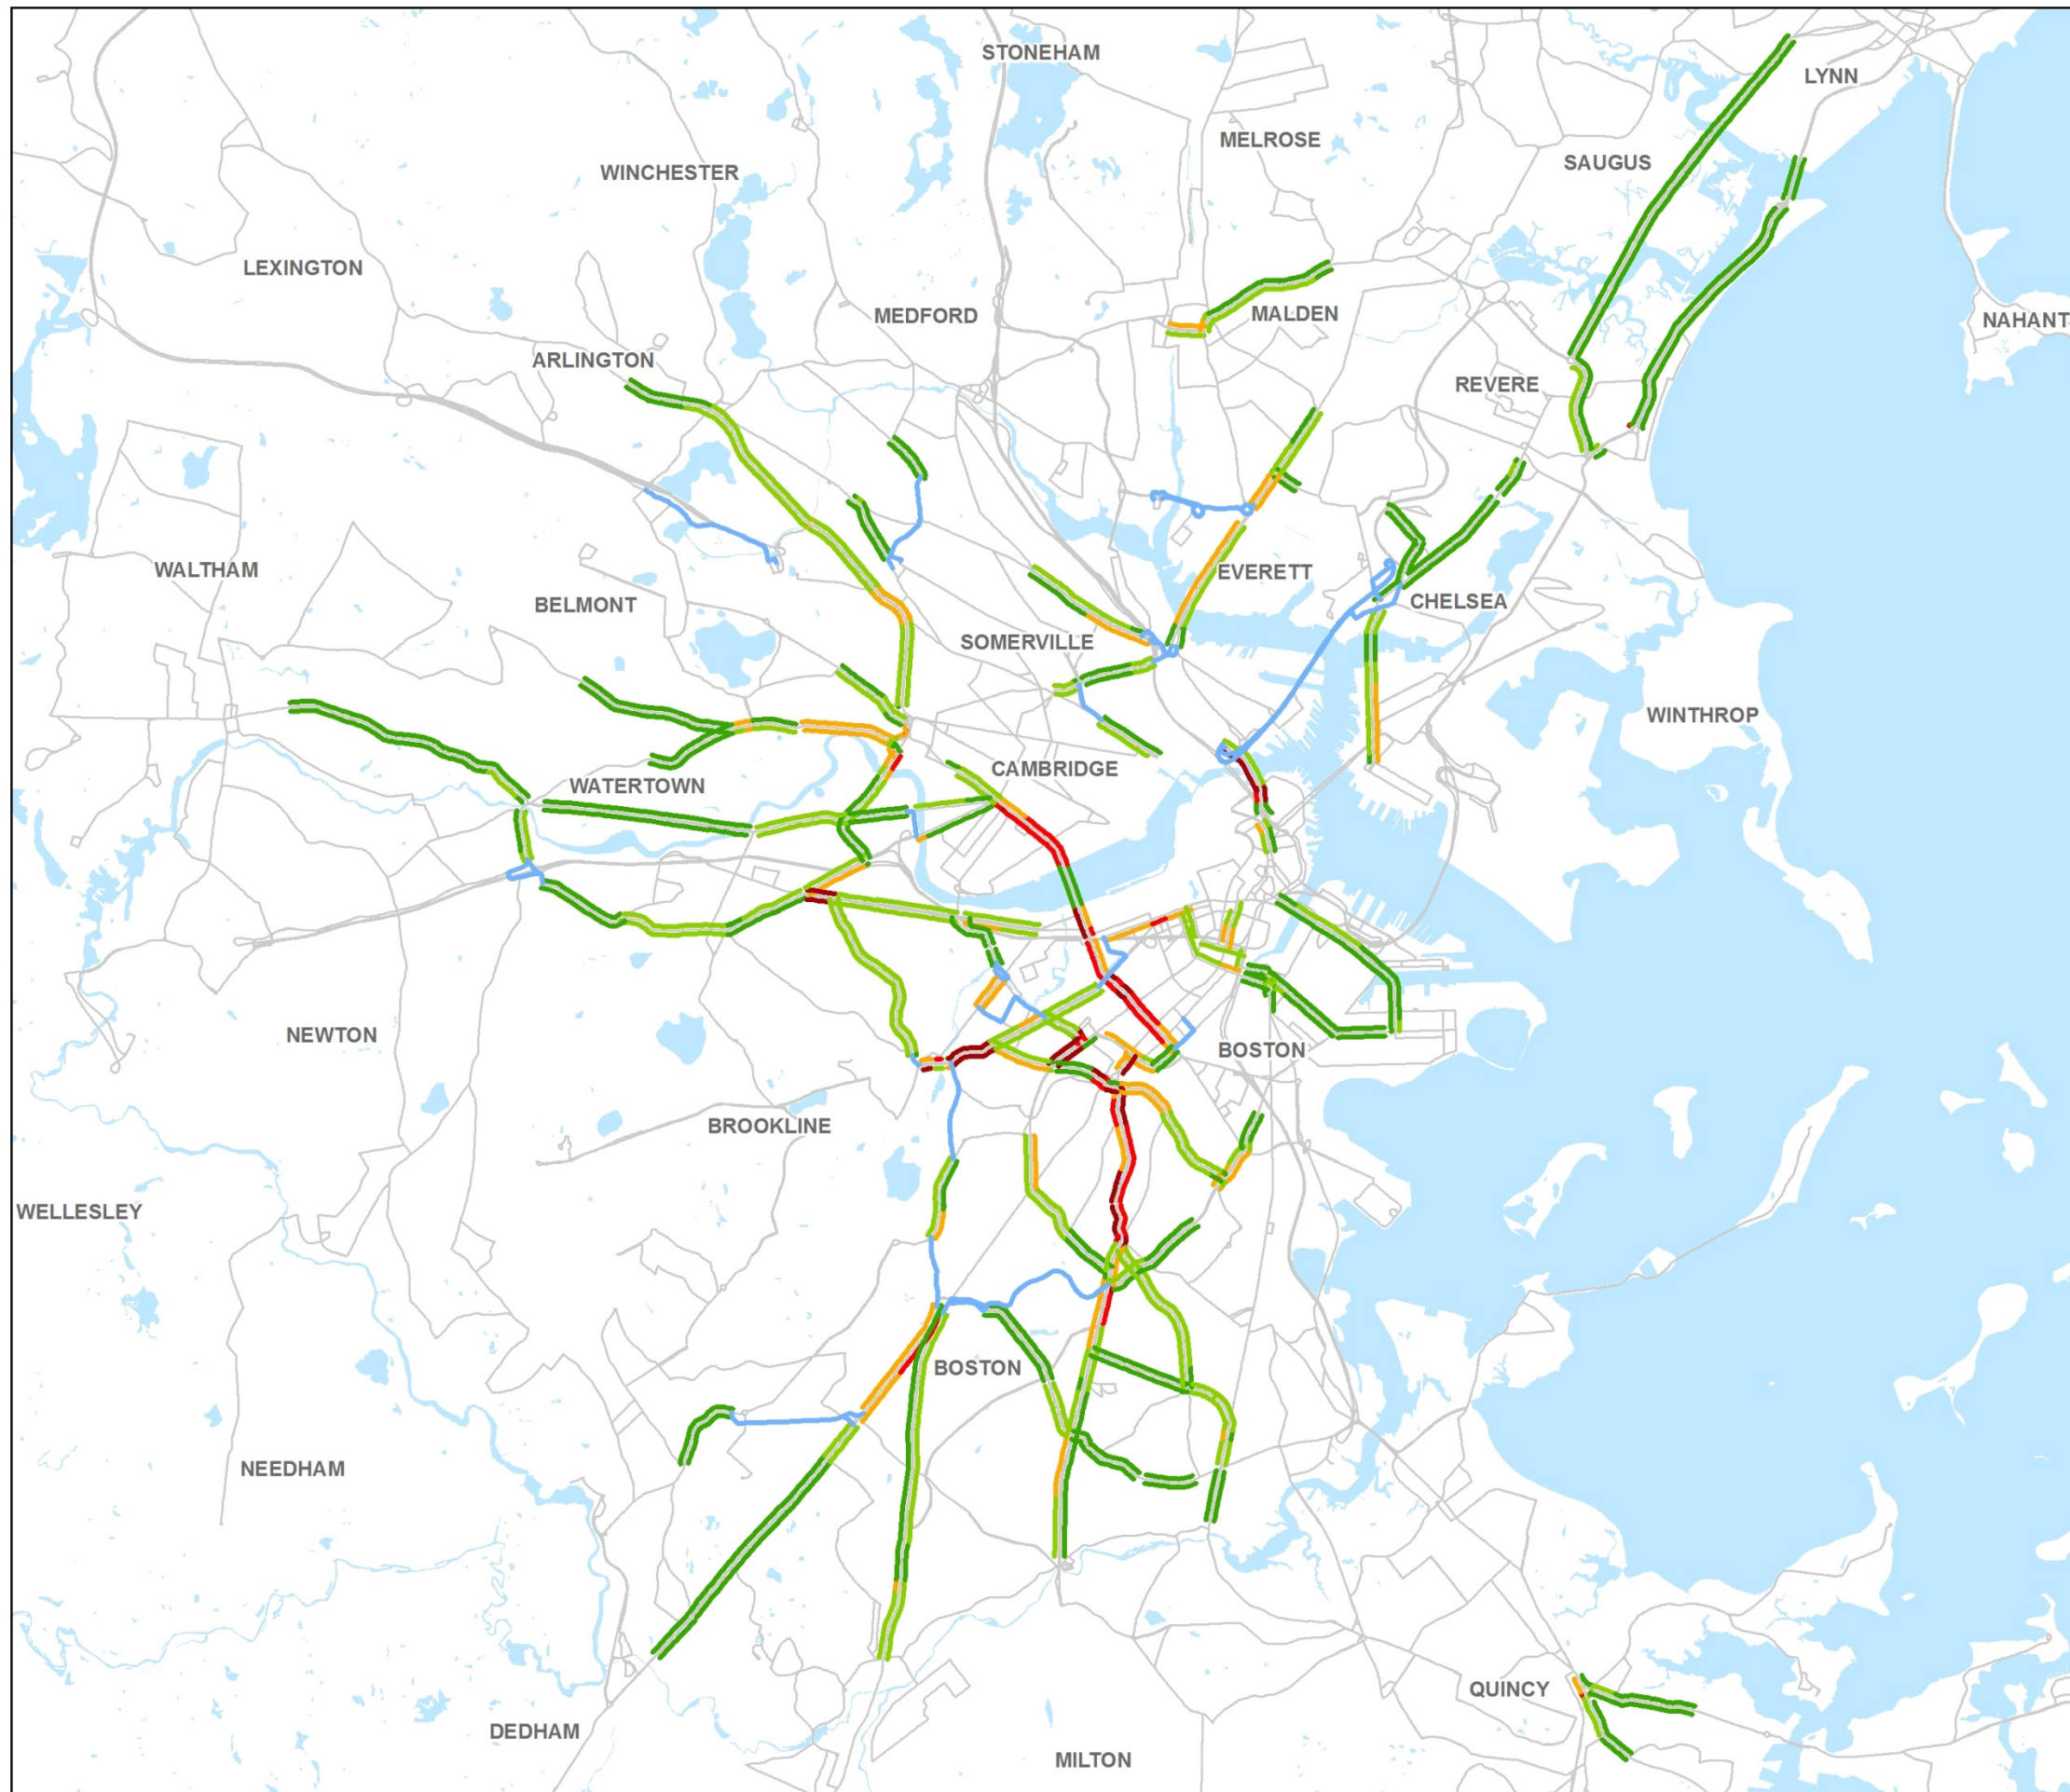 STONEHAM
LYNN
MELROSE
SAUGUS
WINCHESTER
LEXINGTON
MEDFORD
MALDEN
NAHANT
ARLINGTON
REVERE
WALTHAM
EVERETT
BELMONT
CHELSEA
SOMERVILLE
WINTHROP
CAMBRIDGE
WATERTOWN
NEWTON
BOSTON
BROOKLINE
WELLESLEY
BOSTON
NEEDHAM
QUINCY
DEDHAM
MILTON